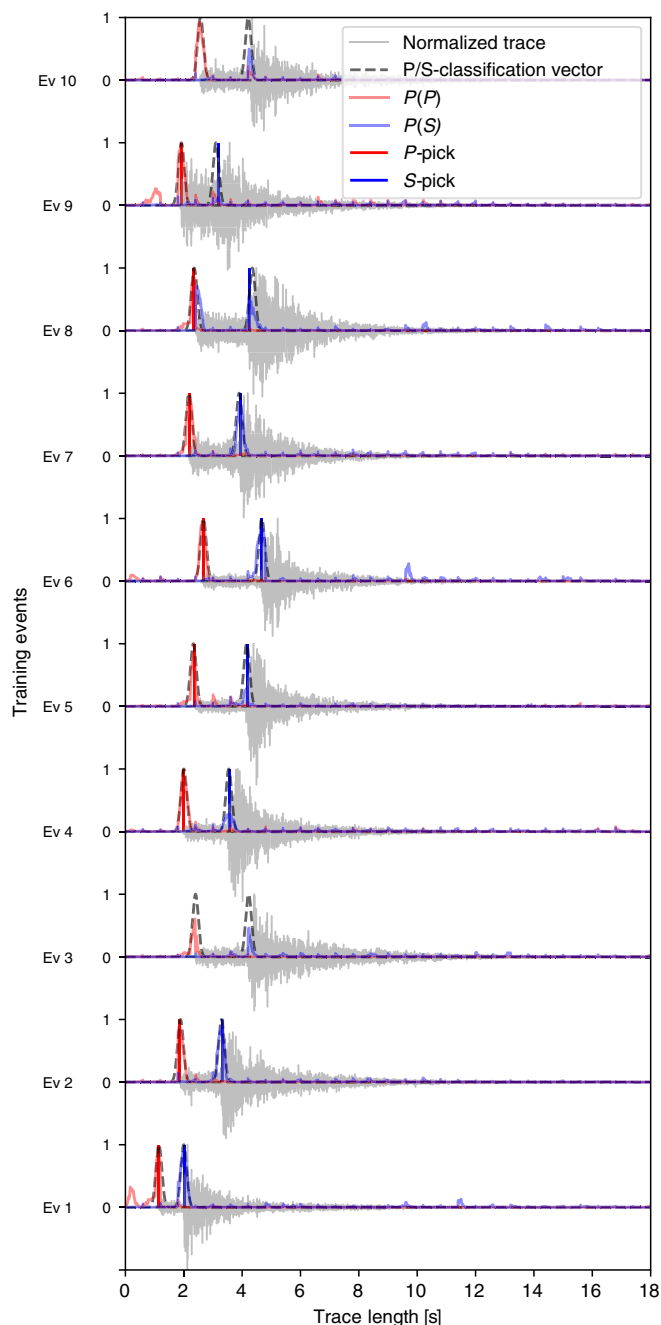 1
Ev 10
0
1
Ev 9
0
1
Ev 8
0
1
Ev 7
0
1
Ev 6
0
1
Ev 5
0
1
Ev 4
0
1
Ev 3
0
1
Ev 2
0
1
Ev 1
0
Training events
Normalized trace
P/S-classification vector
P(P)
P(S)
P-pick
S-pick
0 2 4 6 8 10 12 14 16 18
Trace length [s]